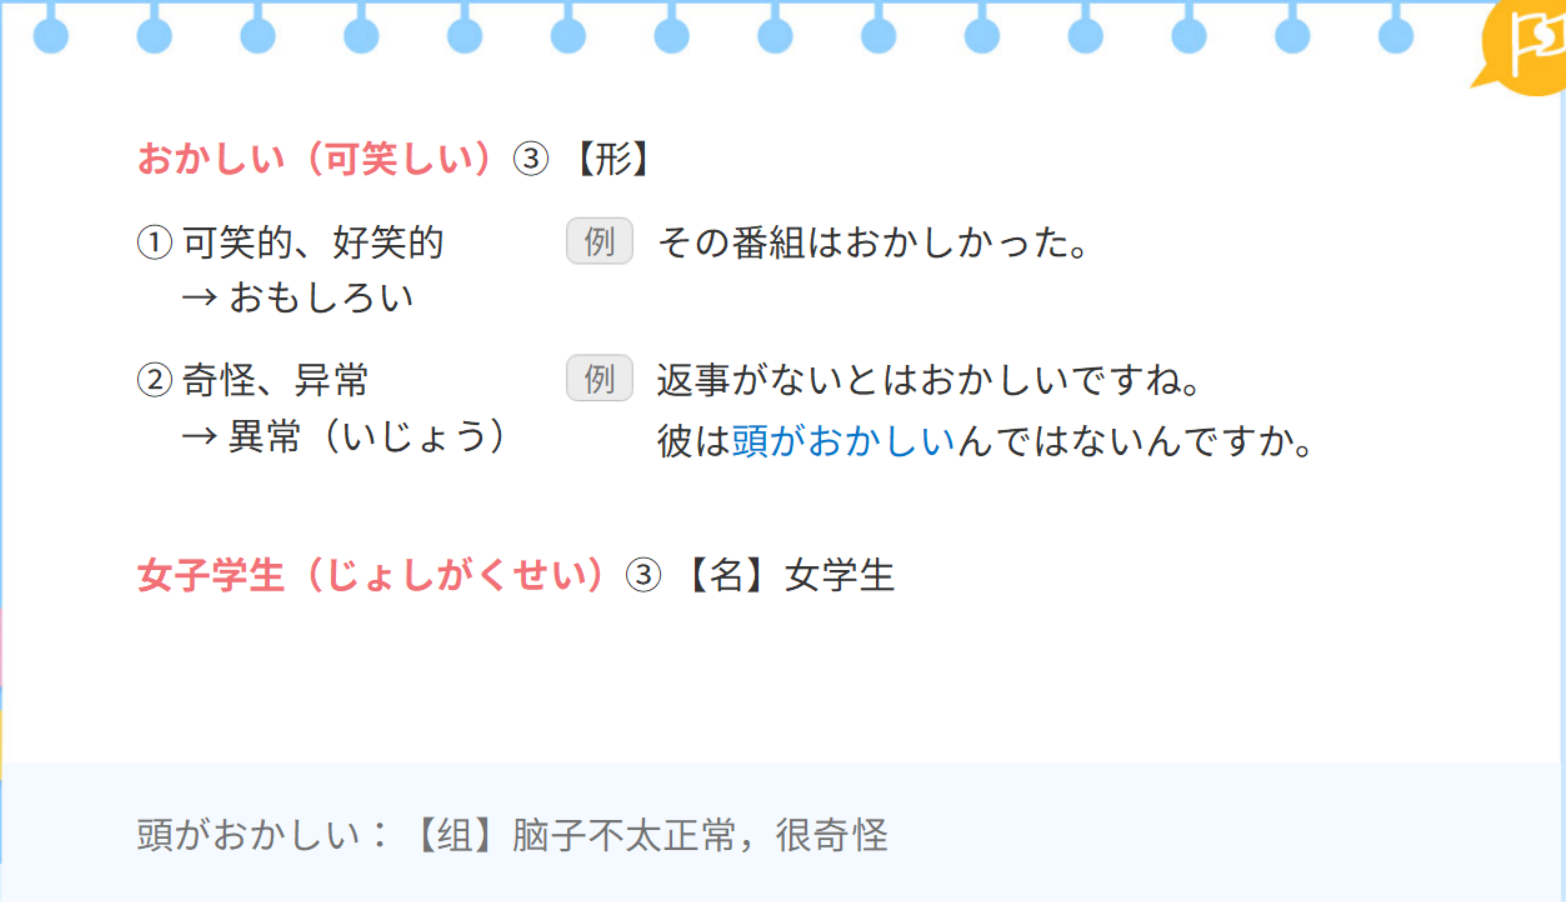 おかしい（可笑しい）③ 【形】
① 可笑的、好笑的 例 その番組はおかしかった。
→ おもしろい
② 奇怪、异常 例 返事がないとはおかしいですね。
→ 異常（いじょう） 彼は頭がおかしいんではないんですか。
女子学生（じょしがくせい）③ 【名】女学生
頭がおかしい：【组】脑子不太正常，很奇怪